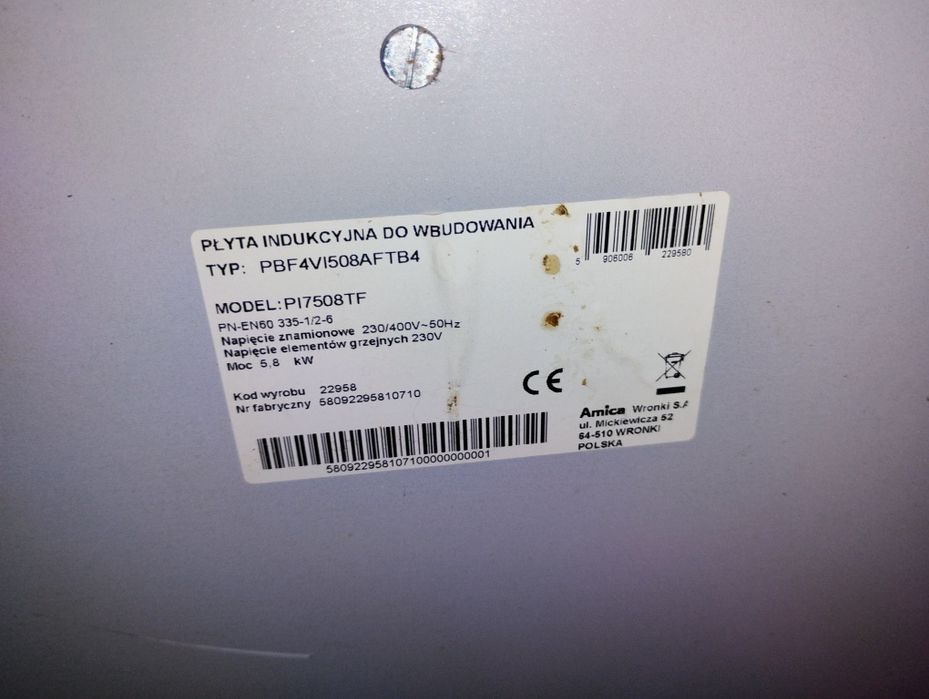 PŁYTA INDUKCYJNA DO WBUDOWANIA
TYP: PBF4VI508AFTB4
5 906006 229580
MODEL: PI7508TF
PN-EN60 335-1/2-6
Napięcie znamionowe 230/400V~50Hz
Napięcie elementów grzejnych 230V
Moc 5,8 kW
Kod wyrobu 22958
Nr fabryczny 58092295810710
CE
Amica Wronki S.A
ul. Mickiewicza 52
64-510 WRONKI
POLSKA
580922958107100000000001